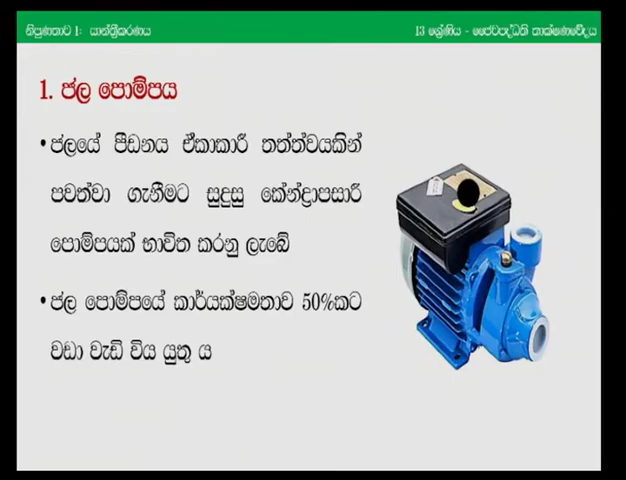 නිපුණතාව 1: යාන්ත්‍රීකරණය
13 ශ්‍රේණිය - ජෛවපද්ධති තාක්ෂණවේදය
1. ජල පොම්පය
•ජලයේ පීඩනය ඒකාකාරී තත්ත්වයකින්
පවත්වා ගැනීමට සුදුසු කේන්ද්‍රාපසාරී
පොම්පයක් භාවිත කරනු ලැබේ
•ජල පොම්පයේ කාර්යක්ෂමතාව 50%කට
වඩා වැඩි විය යුතු ය